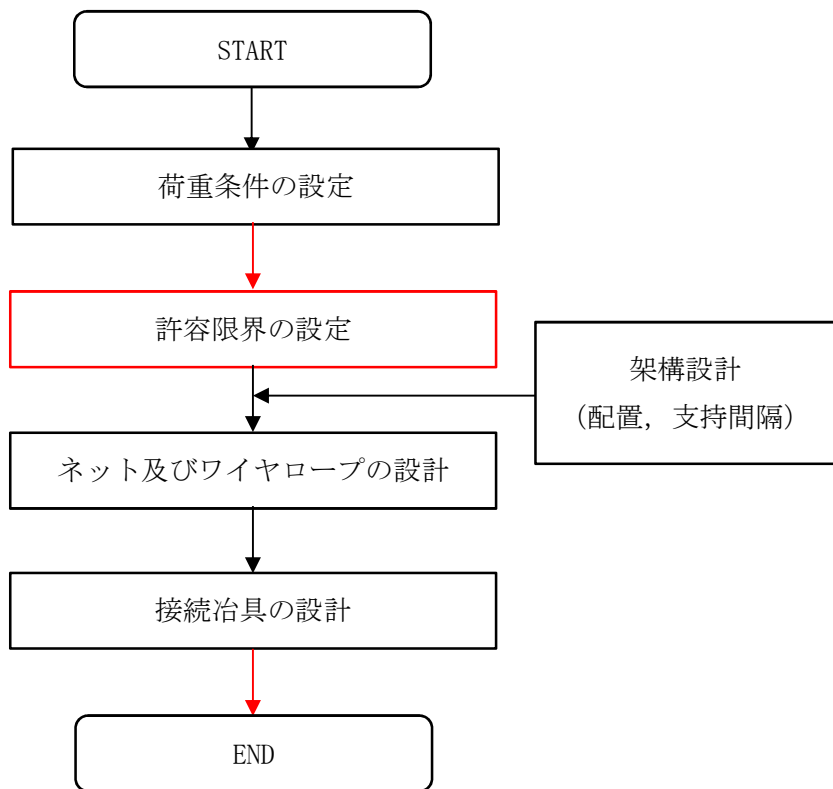 START
荷重条件の設定
許容限界の設定
架構設計
(配置，支持間隔)
ネット及びワイヤロープの設計
接続冶具の設計
END